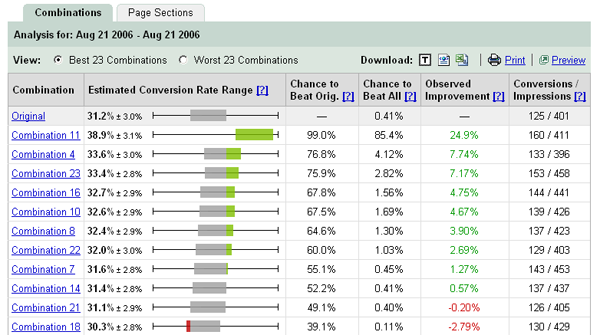 Combinations Page Sections
Analysis for: Aug 21 2006 - Aug 21 2006
View: Best 23 Combinations Worst 23 Combinations Download: T Print Preview
Combination Estimated Conversion Rate Range [?] Chance to Beat Orig. [?] Chance to Beat All [?] Observed Improvement [?] Conversions / Impressions [?]
Original 31.2% ± 3.0% — 0.41% — 125 / 401
Combination 11 38.9% ± 3.1% 99.0% 85.4% 24.9% 160 / 411
Combination 4 33.6% ± 3.0% 76.8% 4.12% 7.74% 133 / 396
Combination 23 33.4% ± 2.8% 75.9% 2.82% 7.17% 153 / 458
Combination 16 32.7% ± 2.9% 67.8% 1.56% 4.75% 144 / 441
Combination 10 32.6% ± 2.9% 67.5% 1.69% 4.67% 139 / 426
Combination 8 32.4% ± 2.9% 64.6% 1.30% 3.90% 137 / 423
Combination 22 32.0% ± 3.0% 60.0% 1.03% 2.69% 129 / 403
Combination 7 31.6% ± 2.8% 55.1% 0.45% 1.27% 143 / 453
Combination 14 31.4% ± 2.8% 52.2% 0.41% 0.57% 137 / 437
Combination 21 31.1% ± 2.9% 49.1% 0.40% -0.20% 126 / 405
Combination 18 30.3% ± 2.8% 39.1% 0.11% -2.79% 130 / 429